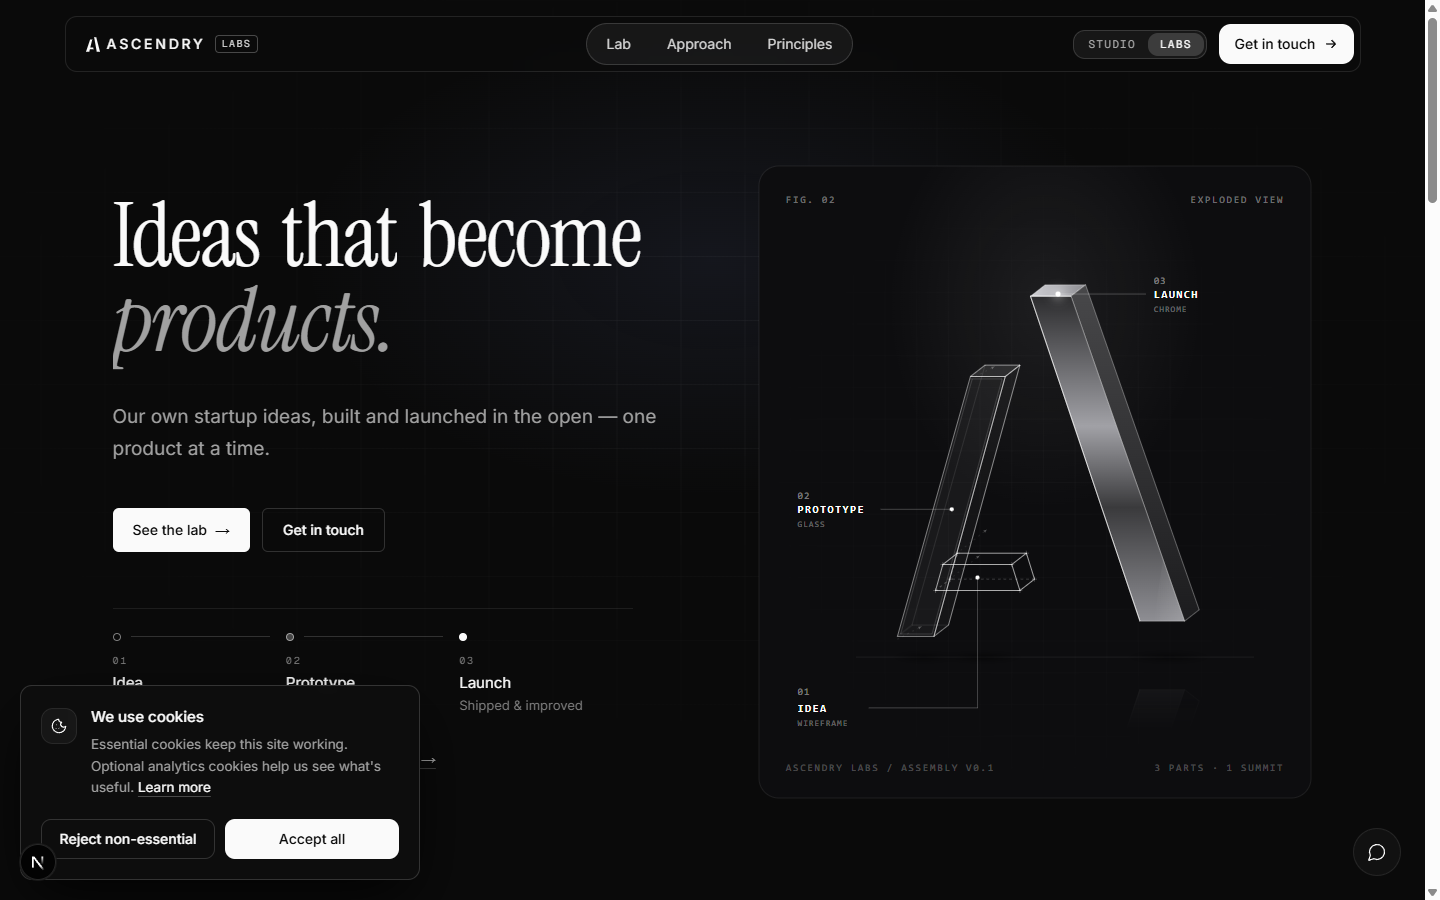 ASCENDRY LABS
Lab Approach Principles
STUDIO LABS
Get in touch →
Ideas that become
products.
Our own startup ideas, built and launched in the open — one
product at a time.
See the lab →
Get in touch
01
Idea
02
Prototype
03
Launch
Shipped & improved
→
We use cookies
Essential cookies keep this site working.
Optional analytics cookies help us see what's
useful. Learn more
Reject non-essential
Accept all
N
FIG. 02
EXPLODED VIEW
03
LAUNCH
CHROME
02
PROTOTYPE
GLASS
01
IDEA
WIREFRAME
ASCENDRY LABS / ASSEMBLY V0.1
3 PARTS · 1 SUMMIT